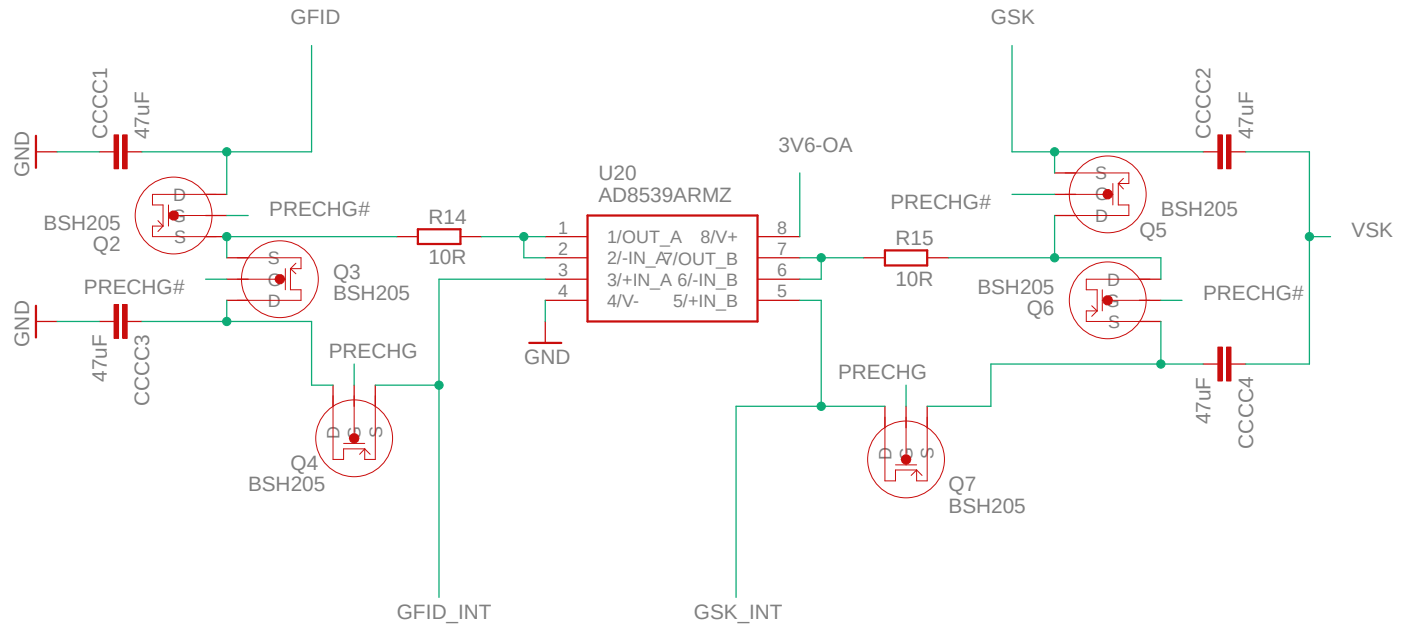 GFID
GSK
CCCC1
47uF
GND
CCCC2
47uF
3V6-OA
U20
AD8539ARMZ
D
G
S
BSH205
Q2
PRECHG#
R14
10R
1
2
3
4
1/OUT_A
2/-IN_A
3/+IN_A
4/V-
8/V+
7/OUT_B
6/-IN_B
5/+IN_B
8
7
6
5
PRECHG#
S
G
D
BSH205
Q5
VSK
R15
10R
S
G
D
Q3
BSH205
PRECHG#
GND
47uF
CCCC3
GND
BSH205
Q6
D
G
S
PRECHG#
PRECHG
D
G
S
Q4
BSH205
PRECHG
D
G
S
Q7
BSH205
47uF
CCCC4
GFID_INT
GSK_INT